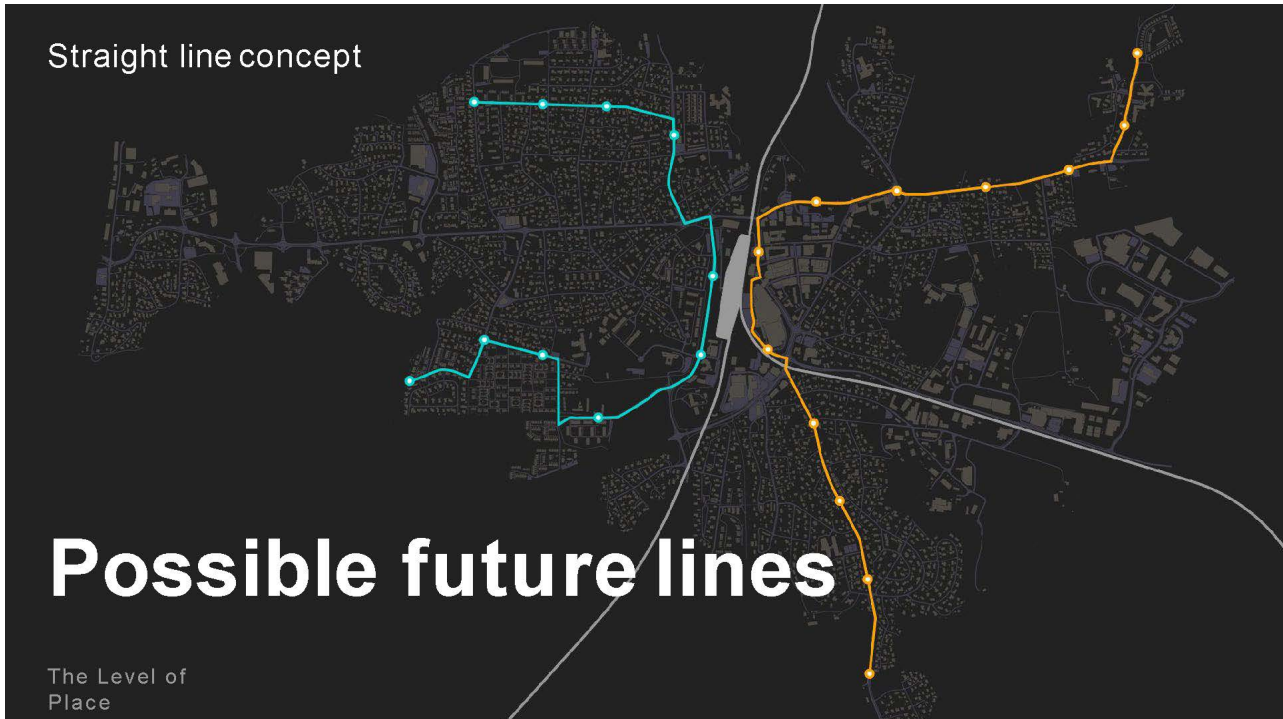 Straight line concept
Possible future lines
The Level of
Place